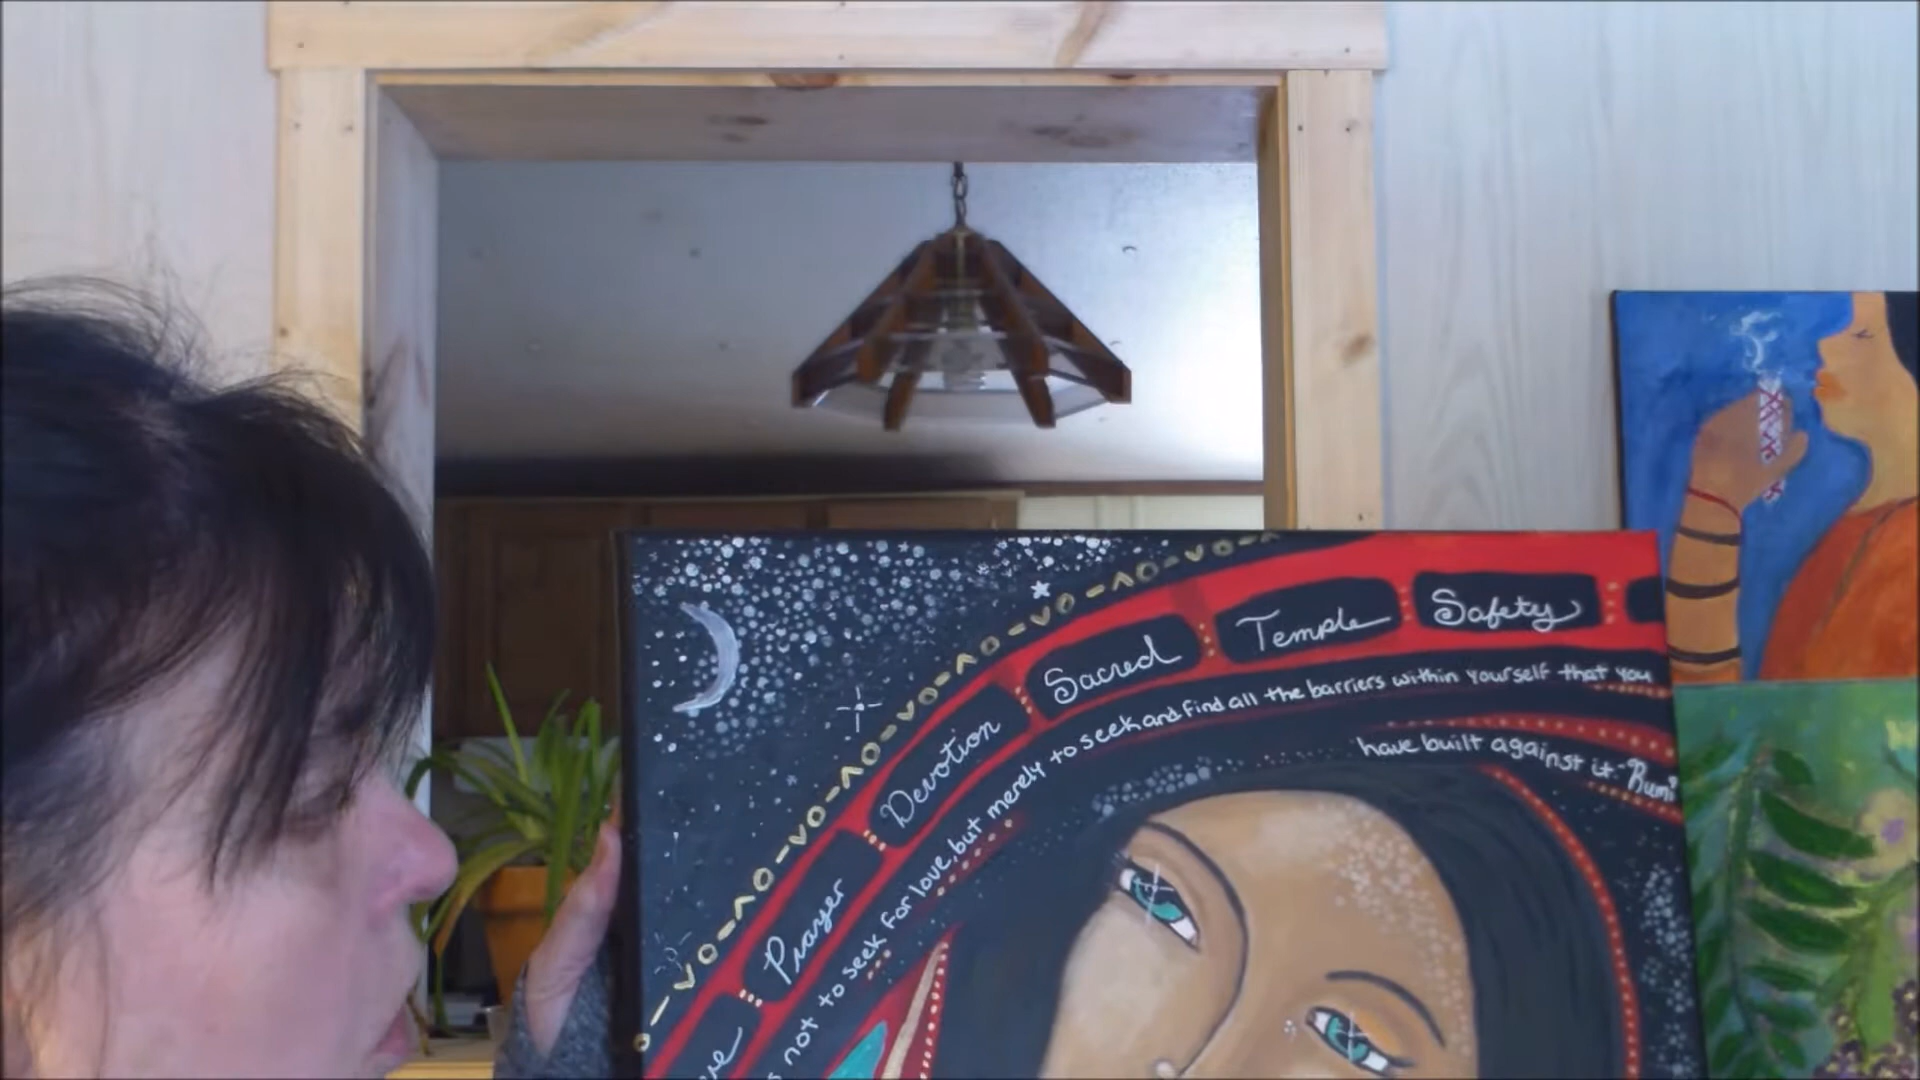 Prayer Devotion Sacred Temple Safety
not to seek for love, but merely to seek and find all the barriers within yourself that you
have built against it. - Rumi